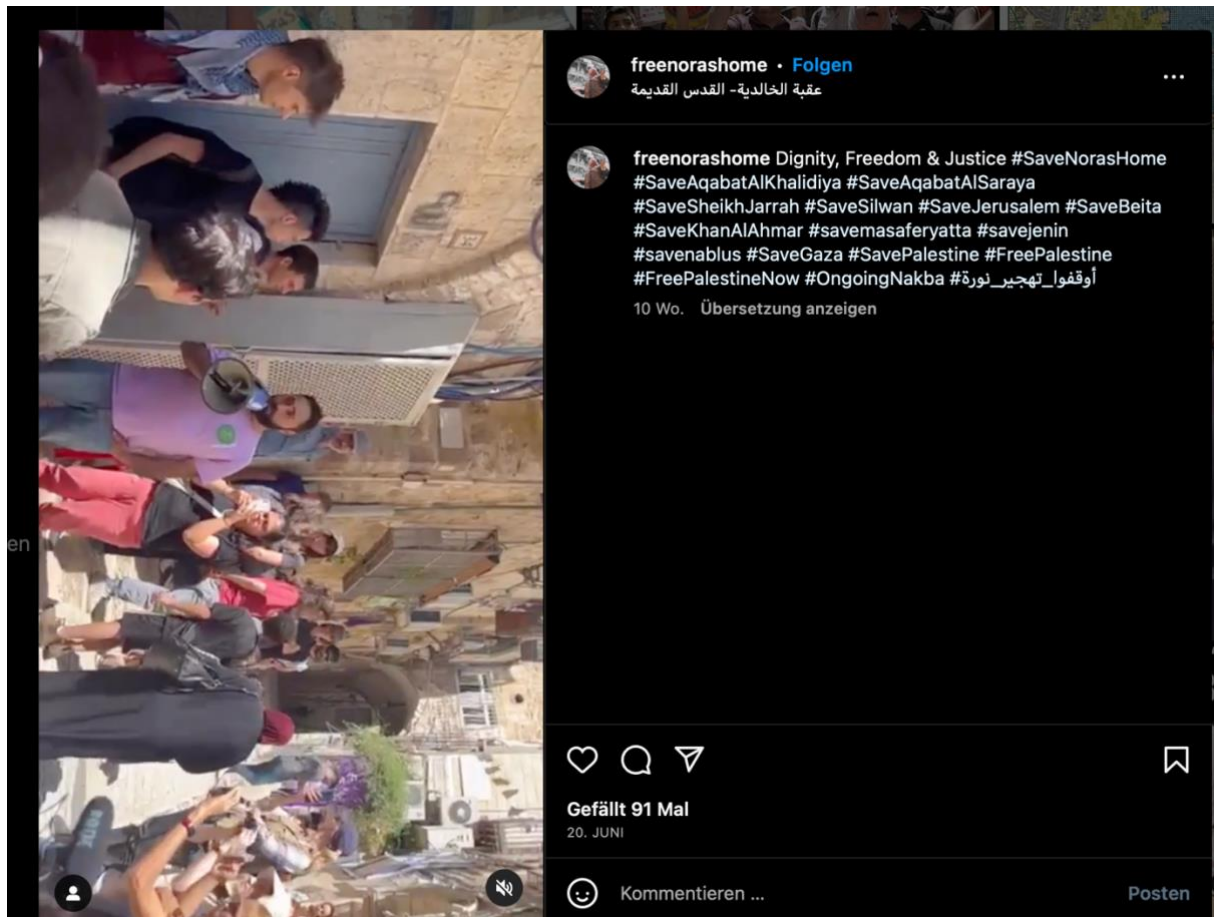 freenorashome • Folgen
عقبة الخالدية- القدس القديمة
freenorashome Dignity, Freedom & Justice #SaveNorasHome
#SaveAqabatAlKhalidiya #SaveAqabatAlSaraya
#SaveSheikhJarrah #SaveSilwan #SaveJerusalem #SaveBeita
#SaveKhanAlAhmar #savemasaferyatta #savejenin
#savenablus #SaveGaza #SavePalestine #FreePalestine
#FreePalestineNow #OngoingNakba #أوقفوا_تهجير_نورة
10 Wo. Übersetzung anzeigen
en
Gefällt 91 Mal
20. JUNI
Kommentieren ...
Posten